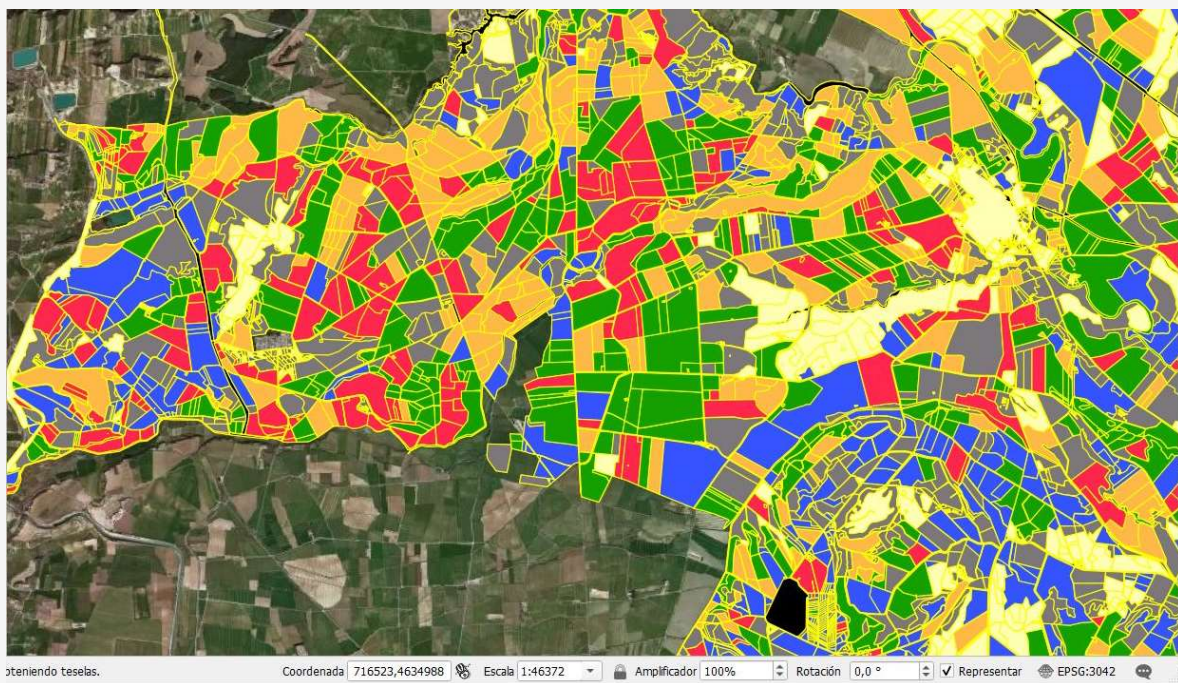 oteniendo teselas. Coordenada 716523,4634988 Escala 1:46372 Amplificador 100% Rotación 0,0 ° Representar EPSG:3042